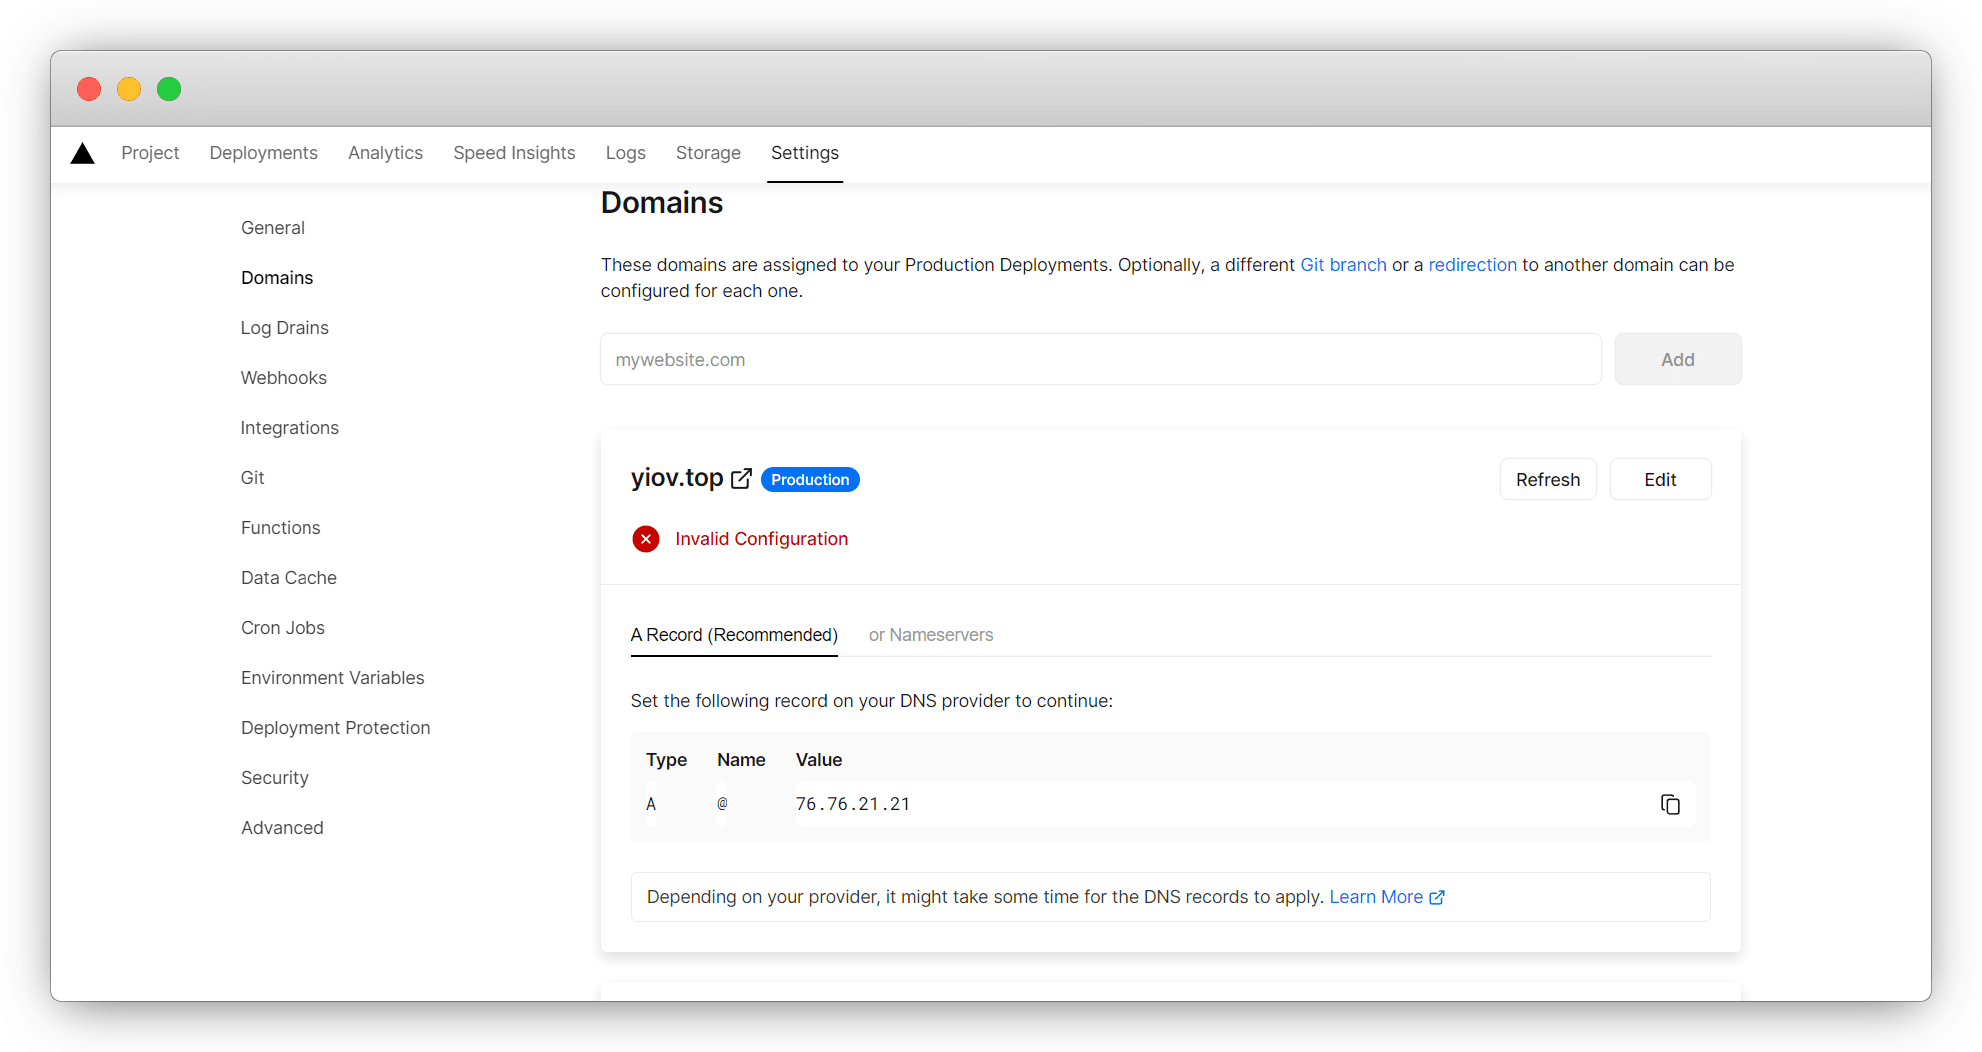 Project Deployments Analytics Speed Insights Logs Storage Settings
General
Domains
Log Drains
Webhooks
Integrations
Git
Functions
Data Cache
Cron Jobs
Environment Variables
Deployment Protection
Security
Advanced
Domains
These domains are assigned to your Production Deployments. Optionally, a different Git branch or a redirection to another domain can be
configured for each one.
mywebsite.com Add
yiov.top Production Refresh Edit
Invalid Configuration
A Record (Recommended) or Nameservers
Set the following record on your DNS provider to continue:
Type Name Value
A @ 76.76.21.21
Depending on your provider, it might take some time for the DNS records to apply. Learn More